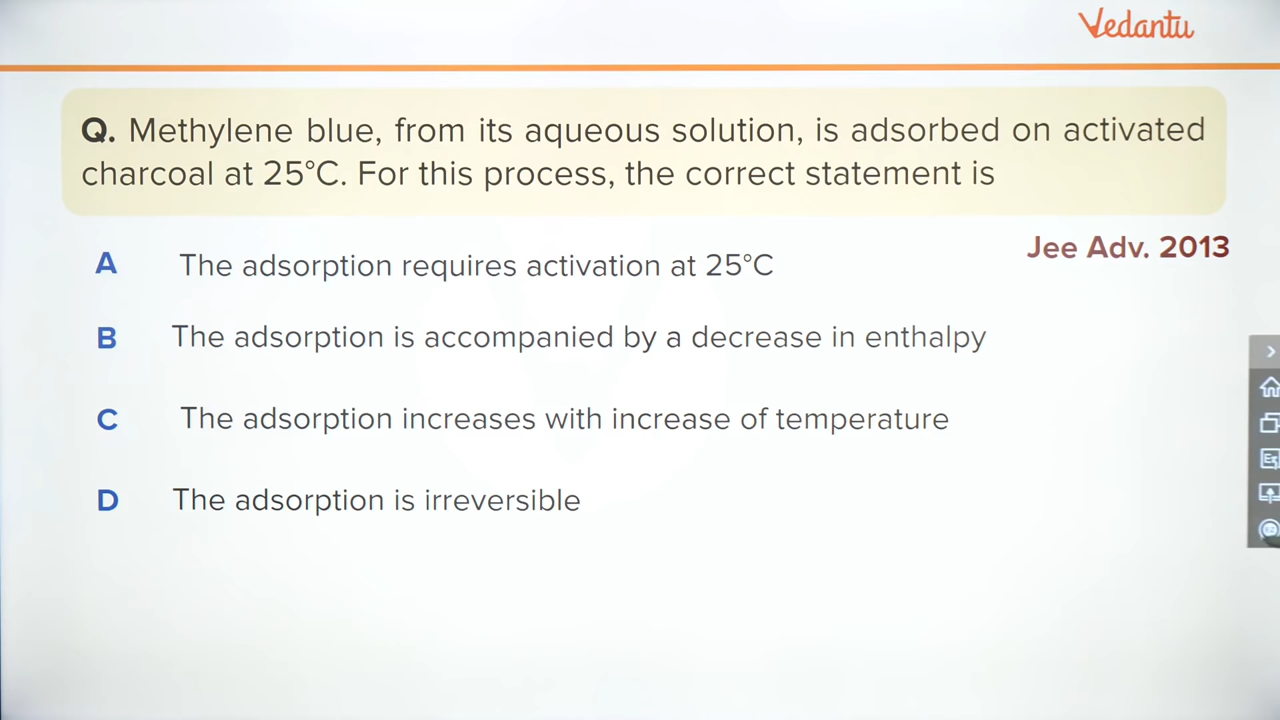 Vedantu
Q. Methylene blue, from its aqueous solution, is adsorbed on activated
charcoal at 25°C. For this process, the correct statement is
Jee Adv. 2013
A The adsorption requires activation at 25°C
B The adsorption is accompanied by a decrease in enthalpy
C The adsorption increases with increase of temperature
D The adsorption is irreversible